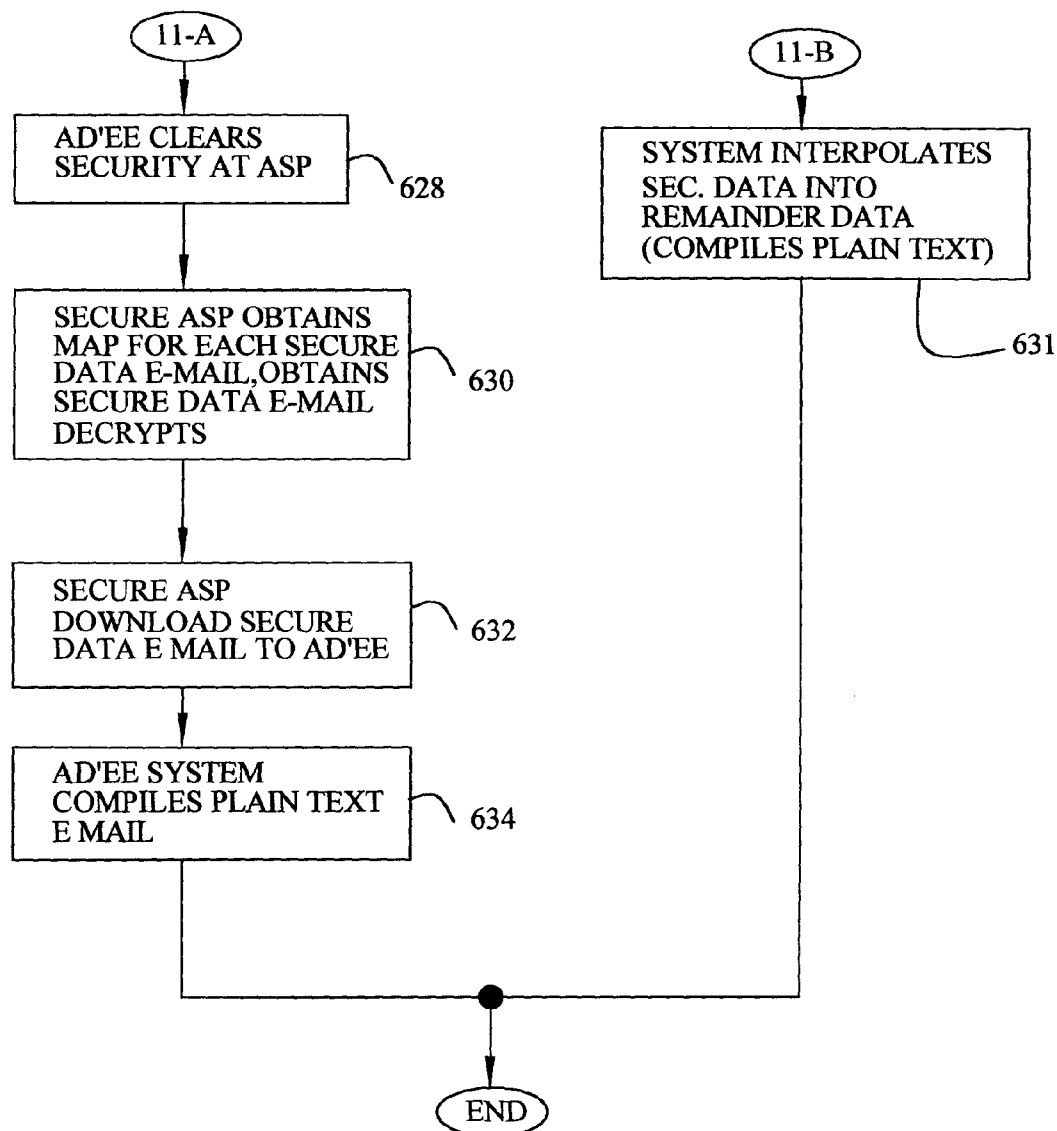 11-A
AD'EE CLEARS
SECURITY AT ASP
628
SECURE ASP OBTAINS
MAP FOR EACH SECURE
DATA E-MAIL,OBTAINS
SECURE DATA E-MAIL
DECRYPTS
630
SECURE ASP
DOWNLOAD SECURE
DATA E MAIL TO AD'EE
632
AD'EE SYSTEM
COMPILES PLAIN TEXT
E MAIL
634
11-B
SYSTEM INTERPOLATES
SEC. DATA INTO
REMAINDER DATA
(COMPILES PLAIN TEXT)
631
END